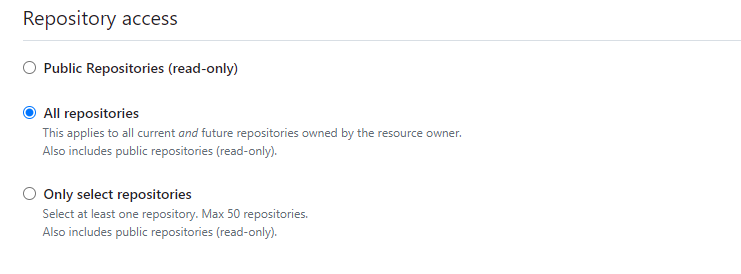 Repository access
Public Repositories (read-only)
All repositories
This applies to all current and future repositories owned by the resource owner.
Also includes public repositories (read-only).
Only select repositories
Select at least one repository. Max 50 repositories.
Also includes public repositories (read-only).